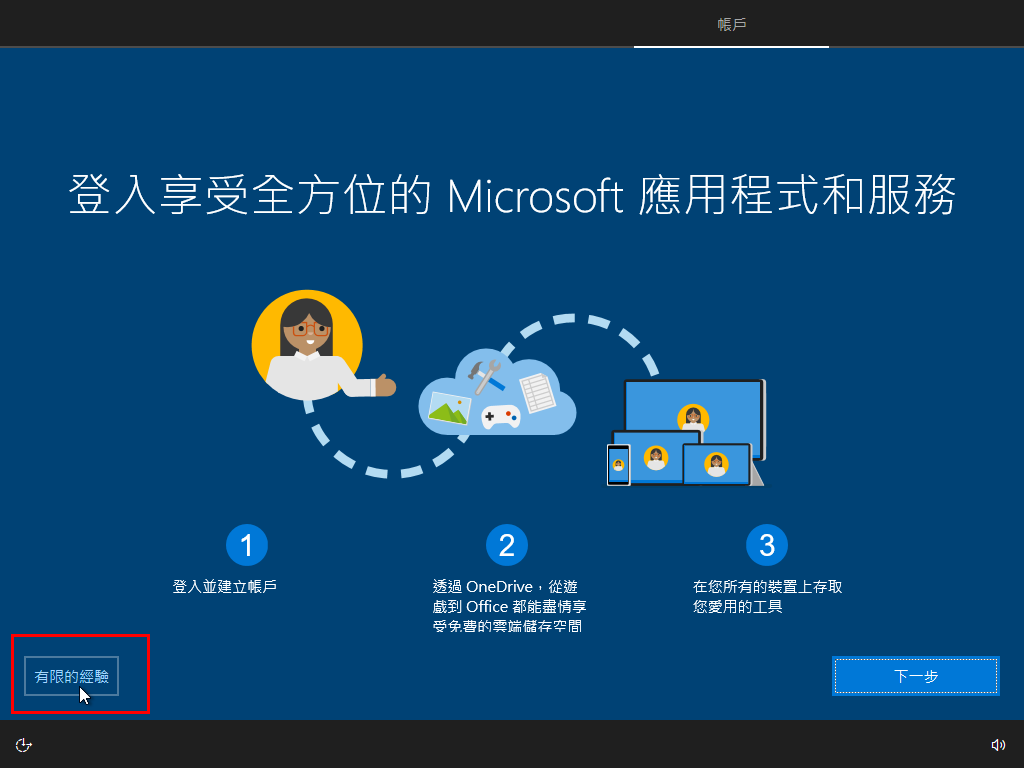 帳戶
登入享受全方位的 Microsoft 應用程式和服務
1
登入並建立帳戶
2
透過 OneDrive，從遊
戲到 Office 都能盡情享
受免費的雲端儲存空間
3
在您所有的裝置上存取
您愛用的工具
有限的經驗
下一步